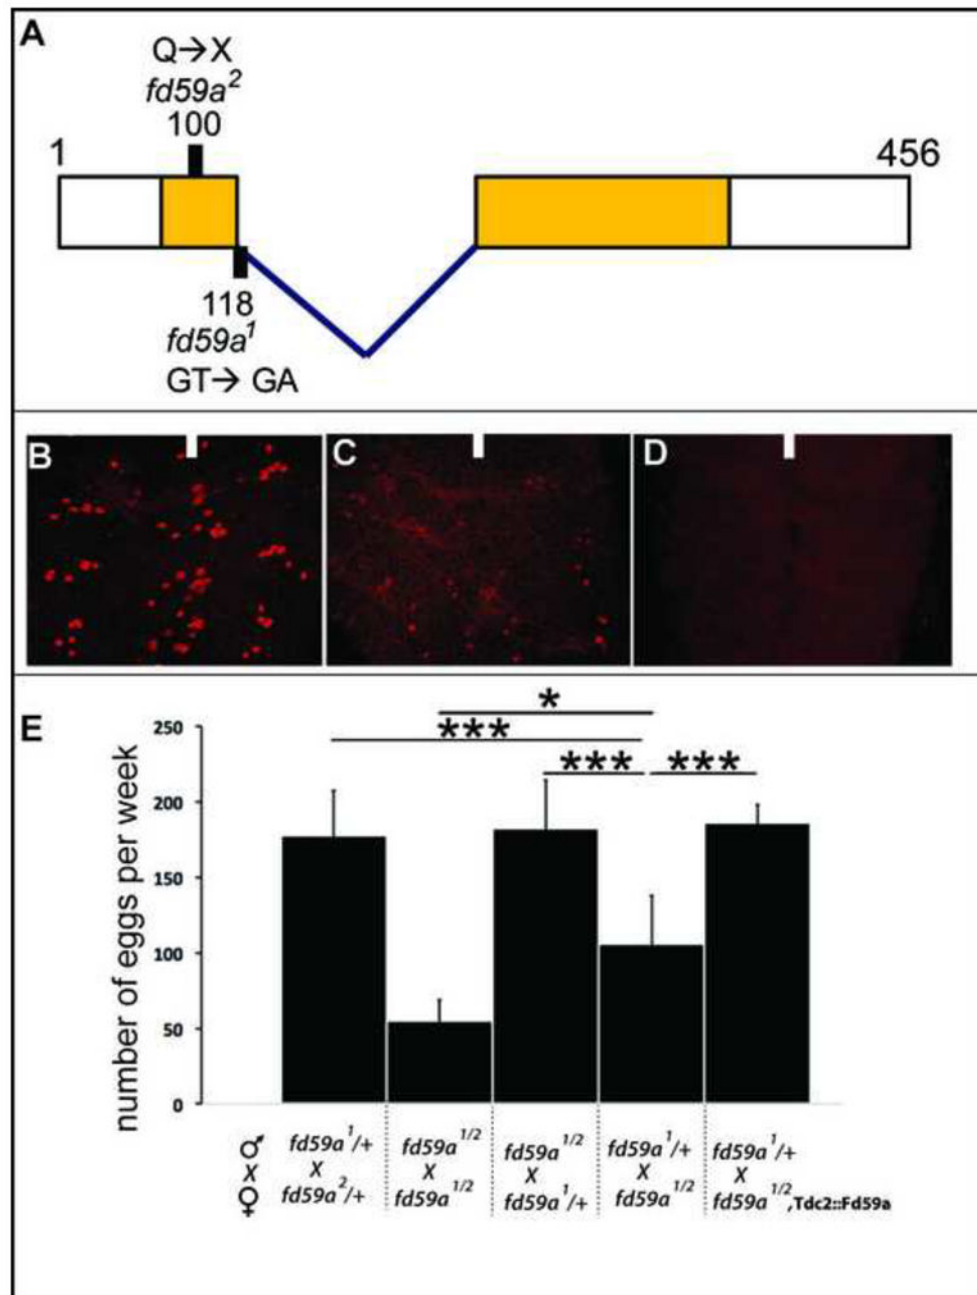 A
Q→X
fd59a²
100
1
456
118
fd59a¹
GT→ GA
B
C
D
E
*
***
***
***
number of eggs per week
250
200
150
100
50
0
♂
X
♀
fd59a¹/+
X
fd59a²/+
fd59a¹/²
X
fd59a¹/²
fd59a¹/²
X
fd59a¹/+
fd59a¹/+
X
fd59a¹/²
fd59a¹/+
X
fd59a¹/²,Tdc2::Fd59a